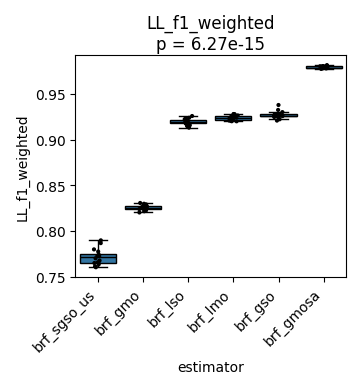 LL_f1_weighted
p = 6.27e-15
LL_f1_weighted
0.95
0.90
0.85
0.80
0.75
brf_sgso_us
brf_gmo
brf_lso
brf_lmo
brf_gso
brf_gmosa
estimator